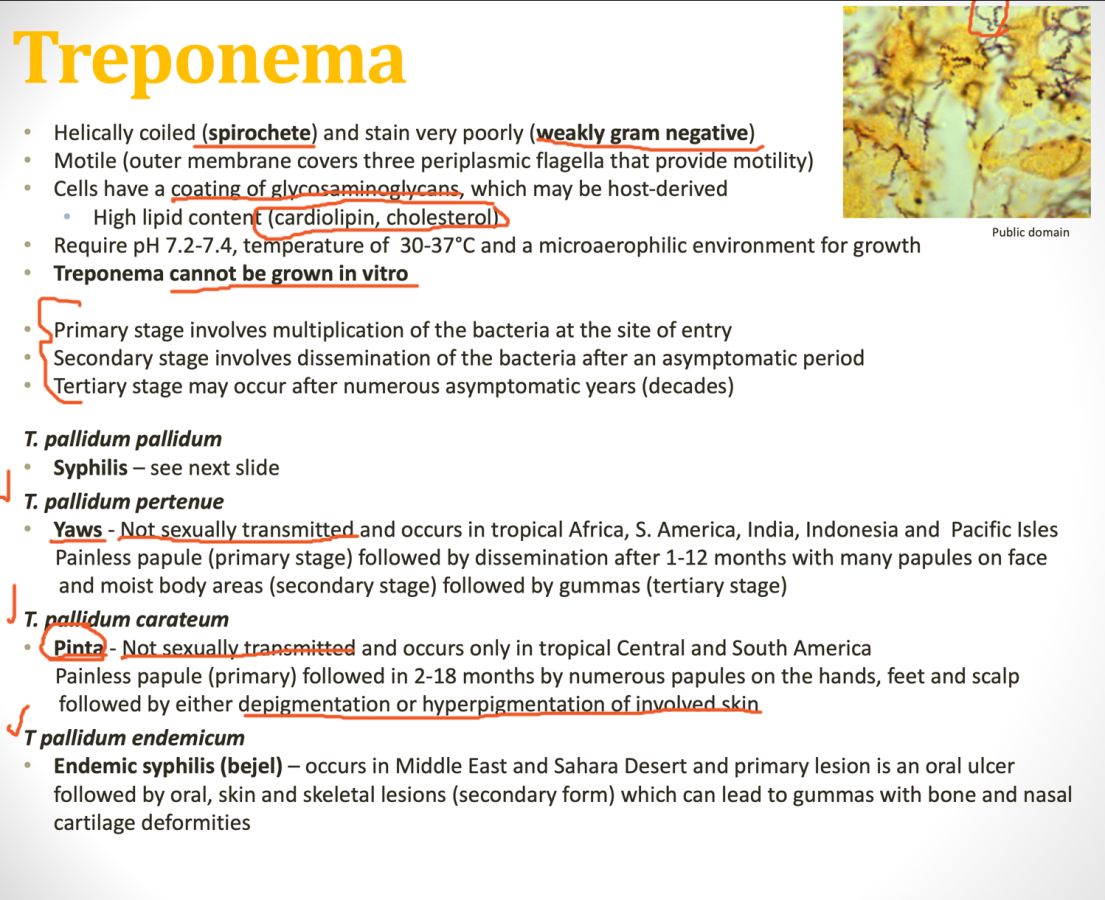 Treponema
• Helically coiled (spirochete) and stain very poorly (weakly gram negative)
• Motile (outer membrane covers three periplasmic flagella that provide motility)
• Cells have a coating of glycosaminoglycans, which may be host-derived
• High lipid content (cardiolipin, cholesterol)
Public domain
• Require pH 7.2-7.4, temperature of 30-37°C and a microaerophilic environment for growth
• Treponema cannot be grown in vitro
• Primary stage involves multiplication of the bacteria at the site of entry
• Secondary stage involves dissemination of the bacteria after an asymptomatic period
• Tertiary stage may occur after numerous asymptomatic years (decades)
T. pallidum pallidum
• Syphilis – see next slide
T. pallidum pertenue
• Yaws - Not sexually transmitted and occurs in tropical Africa, S. America, India, Indonesia and Pacific Isles
Painless papule (primary stage) followed by dissemination after 1-12 months with many papules on face
and moist body areas (secondary stage) followed by gummas (tertiary stage)
T. pallidum carateum
• Pinta - Not sexually transmitted and occurs only in tropical Central and South America
Painless papule (primary) followed in 2-18 months by numerous papules on the hands, feet and scalp
followed by either depigmentation or hyperpigmentation of involved skin
T pallidum endemicum
• Endemic syphilis (bejel) – occurs in Middle East and Sahara Desert and primary lesion is an oral ulcer
followed by oral, skin and skeletal lesions (secondary form) which can lead to gummas with bone and nasal
cartilage deformities